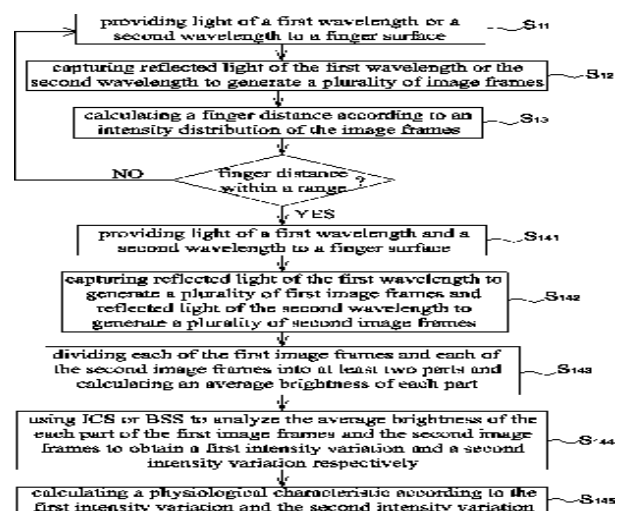 providing light of a first wavelength or a
second wavelength to a finger surface
S11
capturing reflected light of the first wavelength or the
second wavelength to generate a plurality of image frames
S12
calculating a finger distance according to an
intensity distribution of the image frames
S13
NO
finger distance
within a range ?
YES
providing light of a first wavelength and a
second wavelength to a finger surface
S141
capturing reflected light of the first wavelength to
generate a plurality of first image frames and
reflected light of the second wavelength to
generate a plurality of second image frames
S142
dividing each of the first image frames and each of
the second image frames into at least two parts and
calculating an average brightness of each part
S143
using ICS or BSS to analyze the average brightness of the
each part of the first image frames and the second image
frames to obtain a first intensity variation and a second
intensity variation respectively
S144
calculating a physiological characteristic according to the
first intensity variation and the second intensity variation
S145